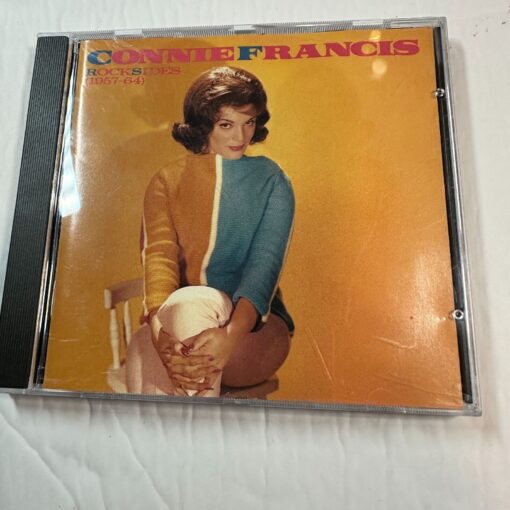 CONNIE FRANCIS
ROCKSIDES
(1957-64)